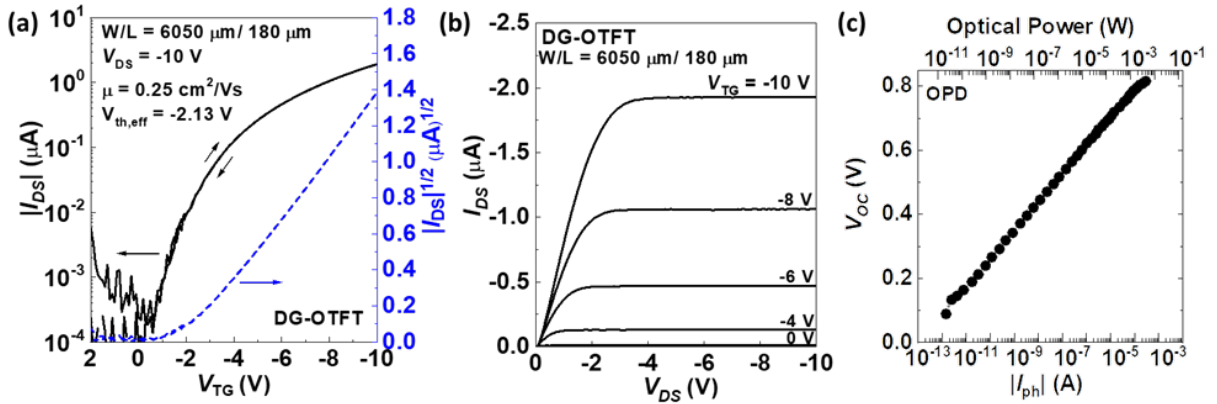 (a)
W/L = 6050 μm/ 180 μm
V_DS = -10 V
μ = 0.25 cm²/Vs
V_th,eff = -2.13 V
10¹
10⁰
10⁻¹
10⁻²
10⁻³
10⁻⁴
|I_DS| (μA)
2 0 -2 -4 -6 -8 -10
V_TG (V)
1.8
1.6
1.4
1.2
1.0
0.8
0.6
0.4
0.2
0.0
|I_DS|^1/2 (μA)^1/2
DG-OTFT
(b)
DG-OTFT
W/L = 6050 μm/ 180 μm
V_TG = -10 V
-8 V
-6 V
-4 V
0 V
-2.5
-2.0
-1.5
-1.0
-0.5
0.0
I_DS (μA)
0 -2 -4 -6 -8 -10
V_DS (V)
(c)
Optical Power (W)
10⁻¹¹ 10⁻⁹ 10⁻⁷ 10⁻⁵ 10⁻³ 10⁻¹
OPD
0.8
0.6
0.4
0.2
0.0
V_OC (V)
10⁻¹³ 10⁻¹¹ 10⁻⁹ 10⁻⁷ 10⁻⁵ 10⁻³
|I_ph| (A)